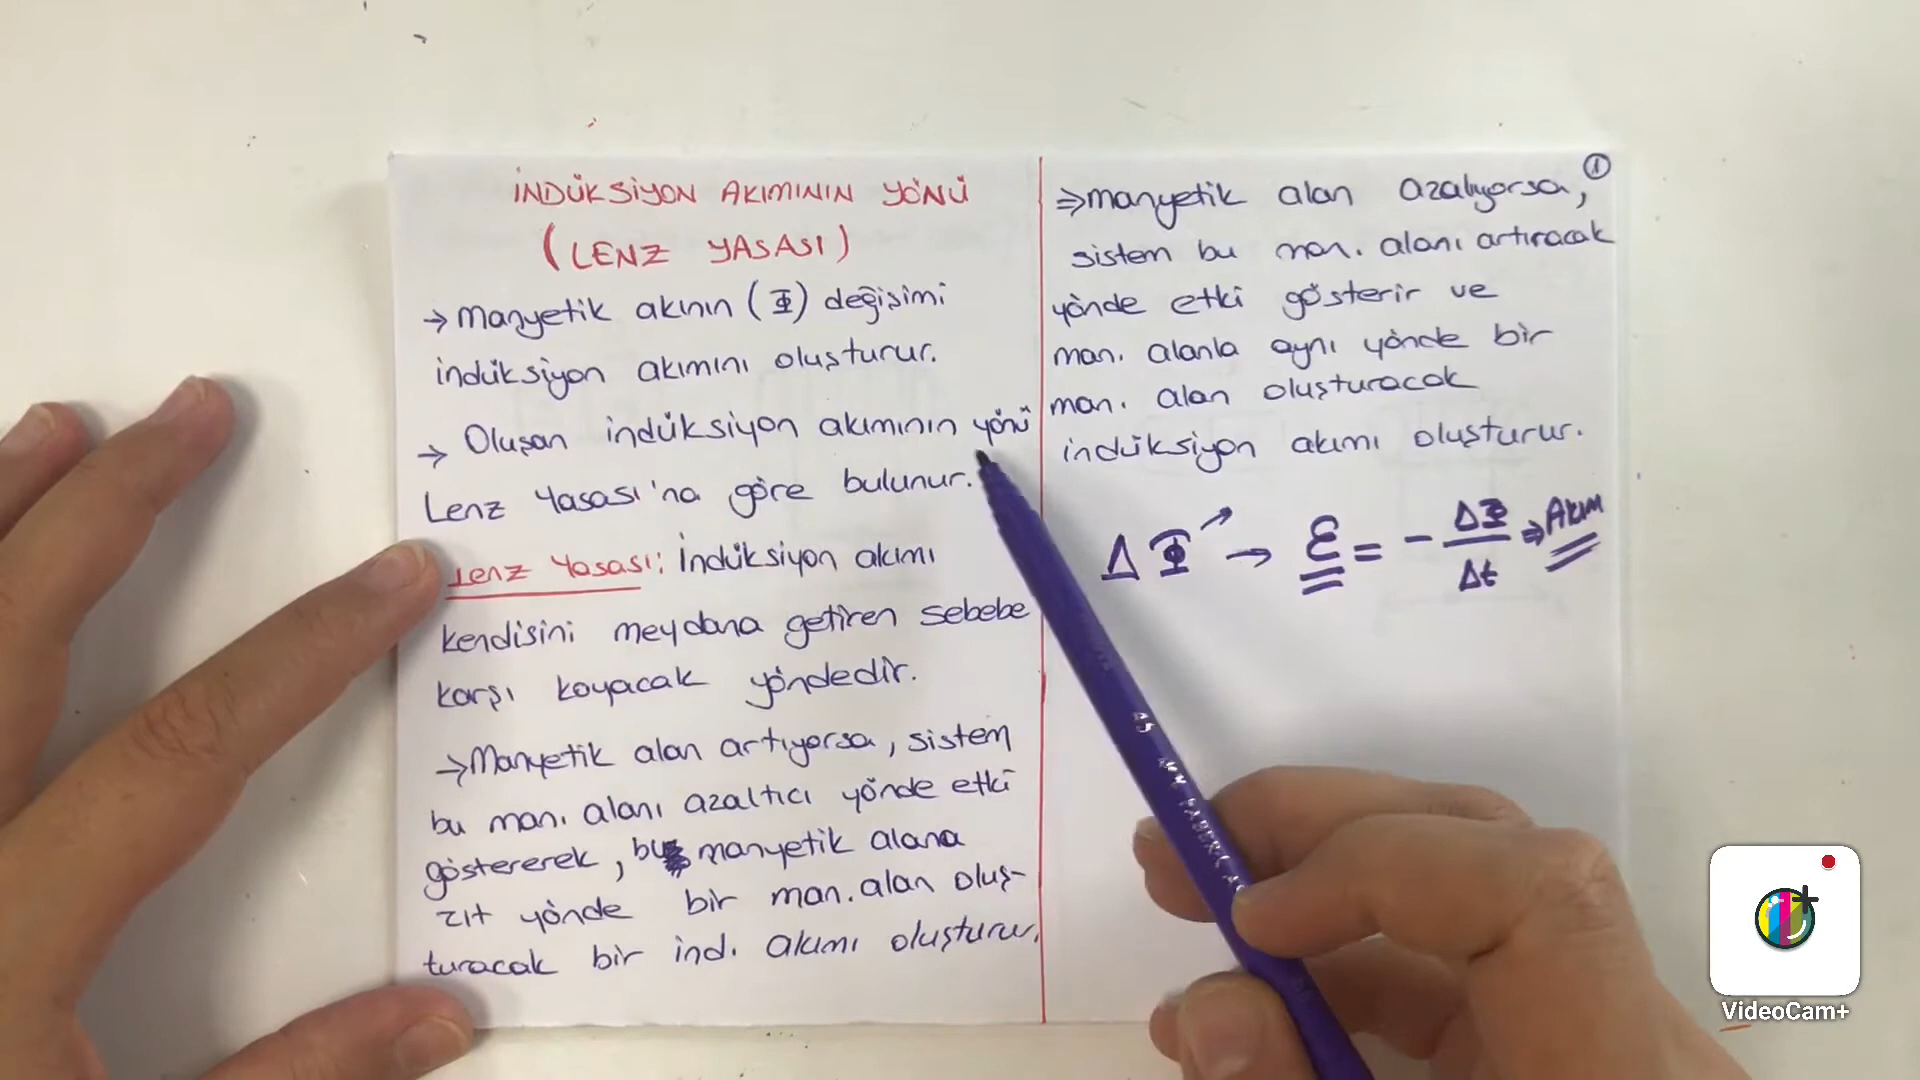 İNDÜKSİYON AKIMININ YÖNÜ
(LENZ YASASI)
→ Manyetik akının (Φ) değişimi
indüksiyon akımını oluşturur.
→ Oluşan indüksiyon akımının yönü
Lenz Yasası'na göre bulunur.
Lenz Yasası: İndüksiyon akımı
kendisini meydana getiren sebebe
karşı koyacak yöndedir.
→ Manyetik alan artıyorsa, sistem
bu man. alanı azaltıcı yönde etki
göstererek, bu manyetik alana
zıt yönde bir man. alan oluş-
turacak bir ind. akımı oluşturur.
①
⇒ manyetik alan azalıyorsa,
sistem bu man. alanı artıracak
yönde etki gösterir ve
man. alanla aynı yönde bir
man. alan oluşturacak
indüksiyon akımı oluşturur.
ΔΦ↗ → ε = - ΔΦ/Δt ⇒ Akım
VideoCam+